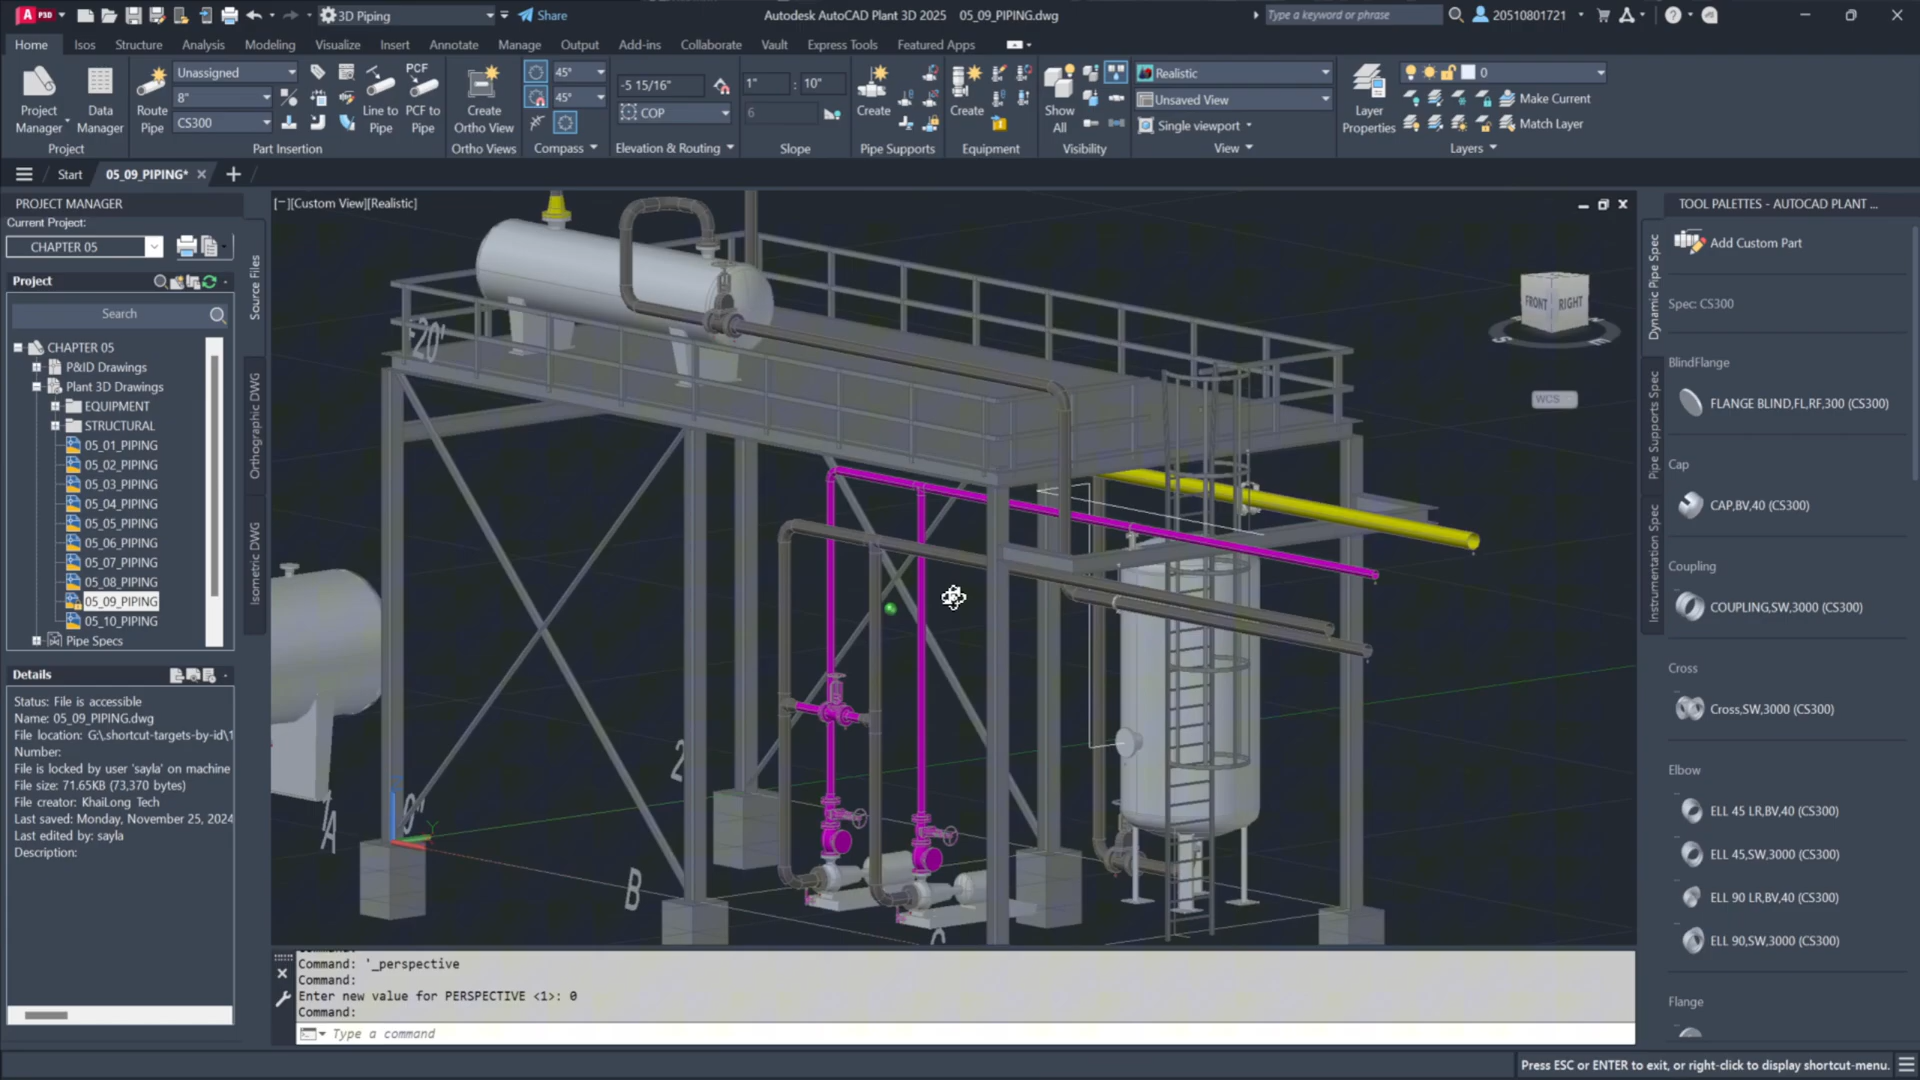 A P3D
3D Piping
Share
Autodesk AutoCAD Plant 3D 2025 05_09_PIPING.dwg
Type a keyword or phrase
20510801721
Home Isos Structure Analysis Modeling Visualize Insert Annotate Manage Output Add-ins Collaborate Vault Express Tools Featured Apps
Project Manager
Data Manager
Project
Route Pipe
Unassigned
8"
CS300
Line to Pipe
PCF
PCF to Pipe
Part Insertion
Create Ortho View
Ortho Views
45°
45°
Compass
-5 15/16"
COP
Elevation & Routing
1" : 10"
6
Slope
Create
Pipe Supports
Create
Equipment
Show All
Visibility
Realistic
Unsaved View
Single viewport
View
Layer Properties
0
Make Current
Match Layer
Layers
Start
05_09_PIPING*
PROJECT MANAGER
Current Project:
CHAPTER 05
Project
Search
CHAPTER 05
P&ID Drawings
Plant 3D Drawings
EQUIPMENT
STRUCTURAL
05_01_PIPING
05_02_PIPING
05_03_PIPING
05_04_PIPING
05_05_PIPING
05_06_PIPING
05_07_PIPING
05_08_PIPING
05_09_PIPING
05_10_PIPING
Pipe Specs
Source Files
Orthographic DWG
Isometric DWG
Details
Status: File is accessible
Name: 05_09_PIPING.dwg
File location: G:\.shortcut-targets-by-id\1
Number:
File is locked by user 'sayla' on machine
File size: 71.65KB (73,370 bytes)
File creator: KhaiLong Tech
Last saved: Monday, November 25, 2024
Last edited by: sayla
Description:
[−][Custom View][Realistic]
20'
0'
1A
2
B
Y
FRONT
RIGHT
S
E
WCS
Command: '_perspective
Command:
Enter new value for PERSPECTIVE <1>: 0
Command:
Type a command
TOOL PALETTES - AUTOCAD PLANT ...
Dynamic Pipe Spec
Pipe Supports Spec
Instrumentation Spec
Add Custom Part
Spec: CS300
BlindFlange
FLANGE BLIND,FL,RF,300 (CS300)
Cap
CAP,BV,40 (CS300)
Coupling
COUPLING,SW,3000 (CS300)
Cross
Cross,SW,3000 (CS300)
Elbow
ELL 45 LR,BV,40 (CS300)
ELL 45,SW,3000 (CS300)
ELL 90 LR,BV,40 (CS300)
ELL 90,SW,3000 (CS300)
Flange
Press ESC or ENTER to exit, or right-click to display shortcut-menu.